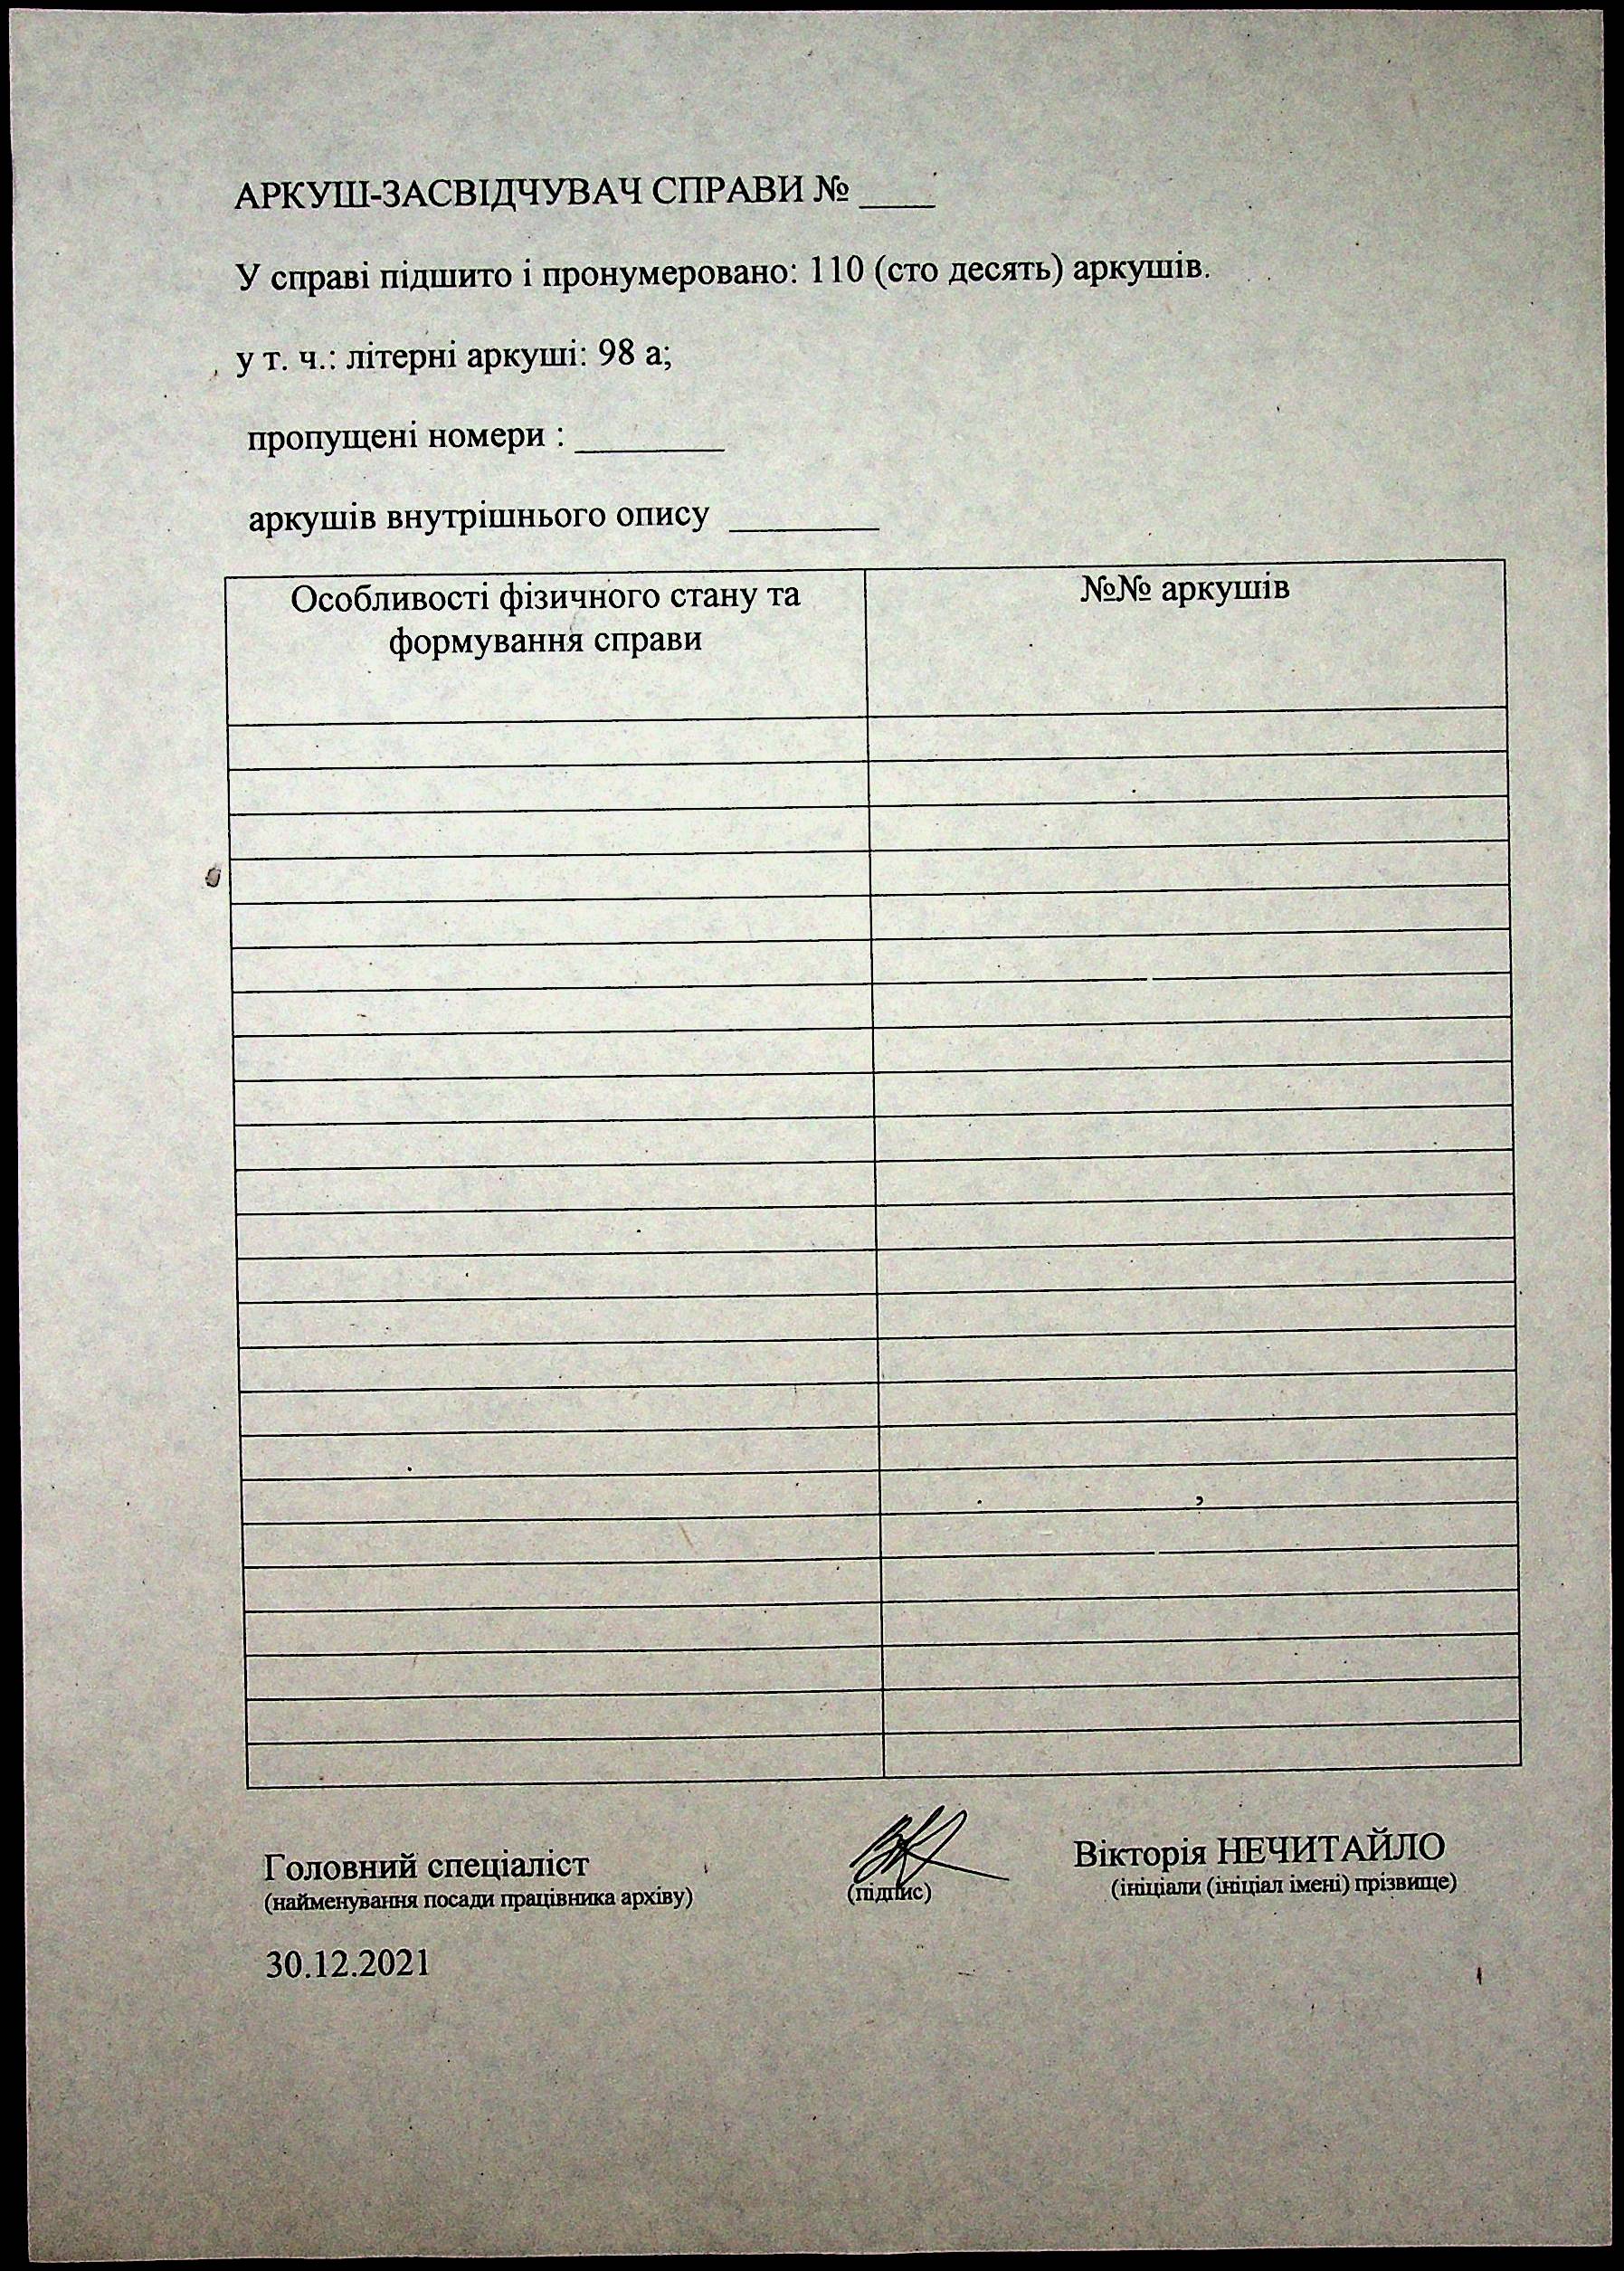 АРКУШ-ЗАСВІДЧУВАЧ СПРАВИ № ____
У справі підшито і пронумеровано: 110 (сто десять) аркушів.
у т. ч.: літерні аркуші: 98 а;
пропущені номери : ________
аркушів внутрішнього опису ________
Особливості фізичного стану та
формування справи
№№ аркушів
Головний спеціаліст
(найменування посади працівника архіву)
(підпис)
Вікторія НЕЧИТАЙЛО
(ініціали (ініціал імені) прізвище)
30.12.2021